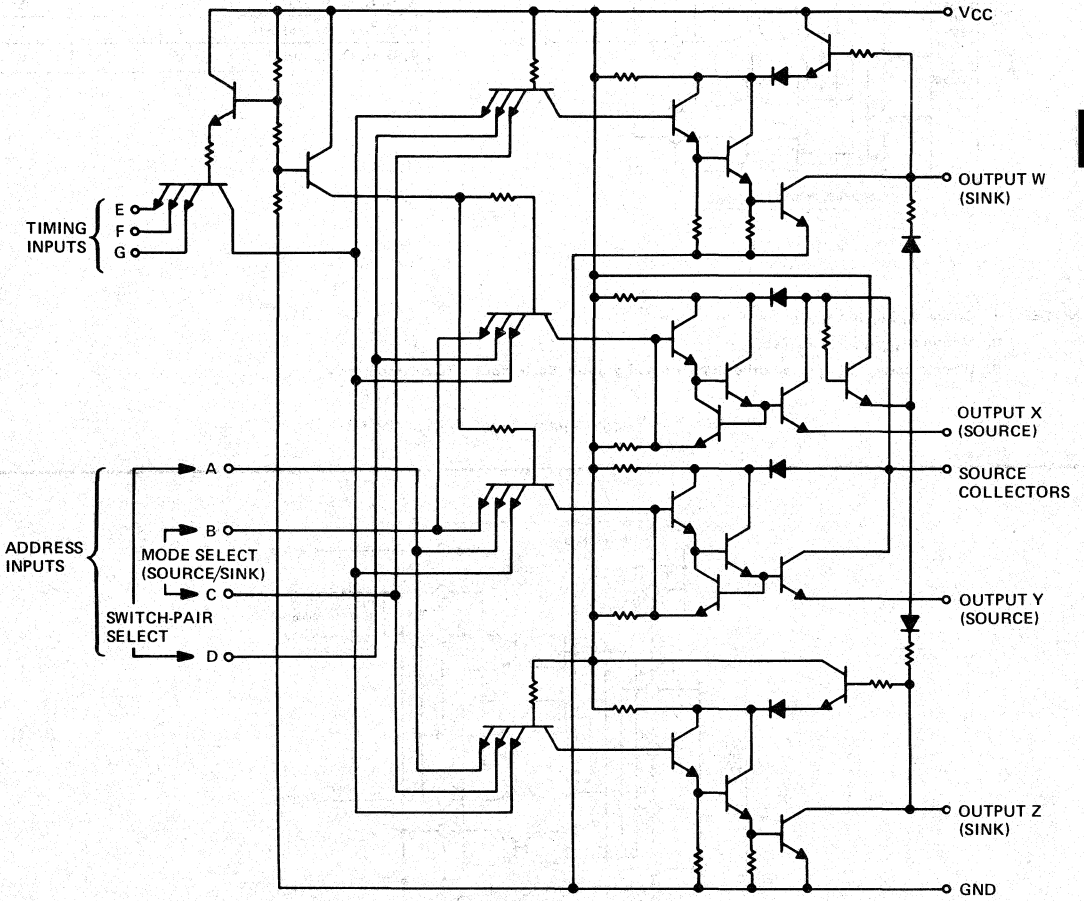 VCC
OUTPUT W
(SINK)
TIMING
INPUTS
E
F
G
OUTPUT X
(SOURCE)
SOURCE
COLLECTORS
ADDRESS
INPUTS
A
B
MODE SELECT
(SOURCE/SINK)
C
SWITCH-PAIR
SELECT
D
OUTPUT Y
(SOURCE)
OUTPUT Z
(SINK)
GND